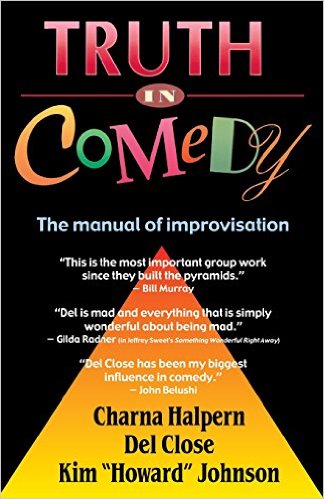 TRUTH
IN
COMEDY
The manual of improvisation
“This is the most important group work
since they built the pyramids.”
– Bill Murray
“Del is mad and everything that is simply
wonderful about being mad.”
– Gilda Radner (in Jeffrey Sweet's Something Wonderful Right Away)
“Del Close has been my biggest
influence in comedy.”
– John Belushi
Charna Halpern
Del Close
Kim “Howard” Johnson